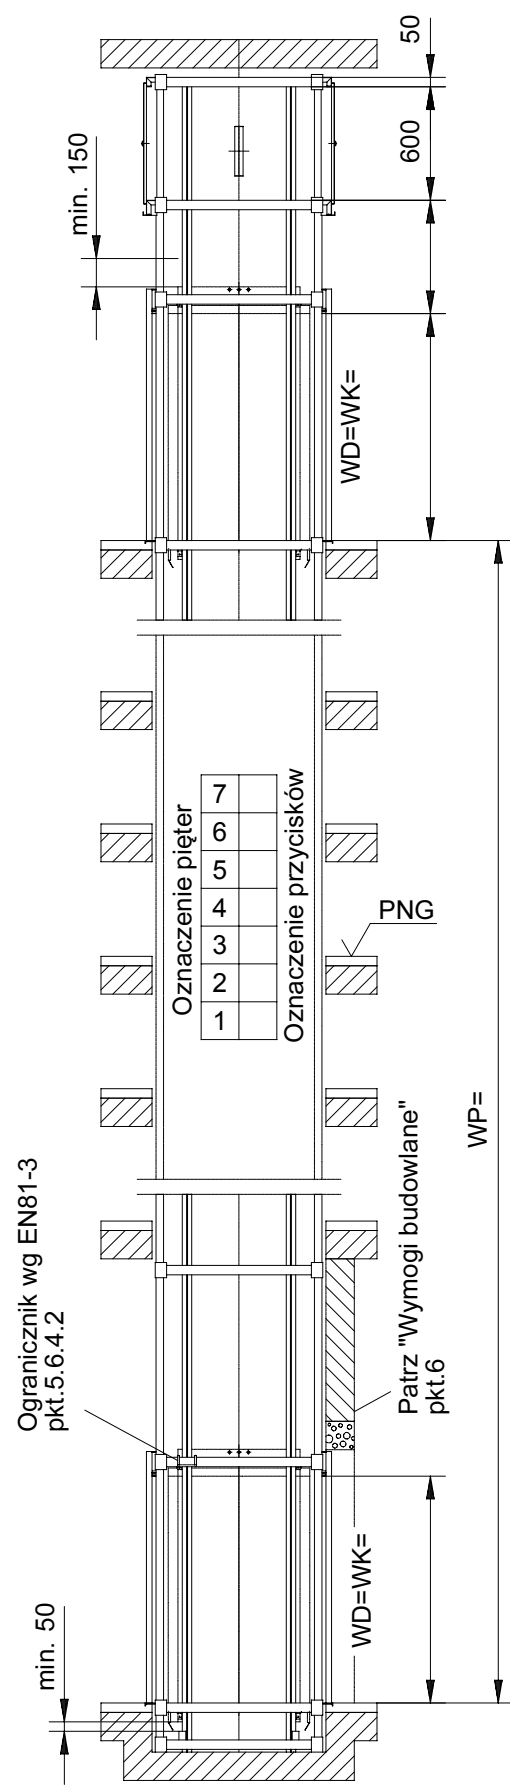 50
600
min. 150
WD=WK=
Oznaczenie pięter
7
6
5
4
3
2
1
Oznaczenie przycisków
PNG
WP=
Ogranicznik wg EN81-3
pkt.5.6.4.2
Patrz "Wymogi budowlane"
pkt.6
WD=WK=
min. 50